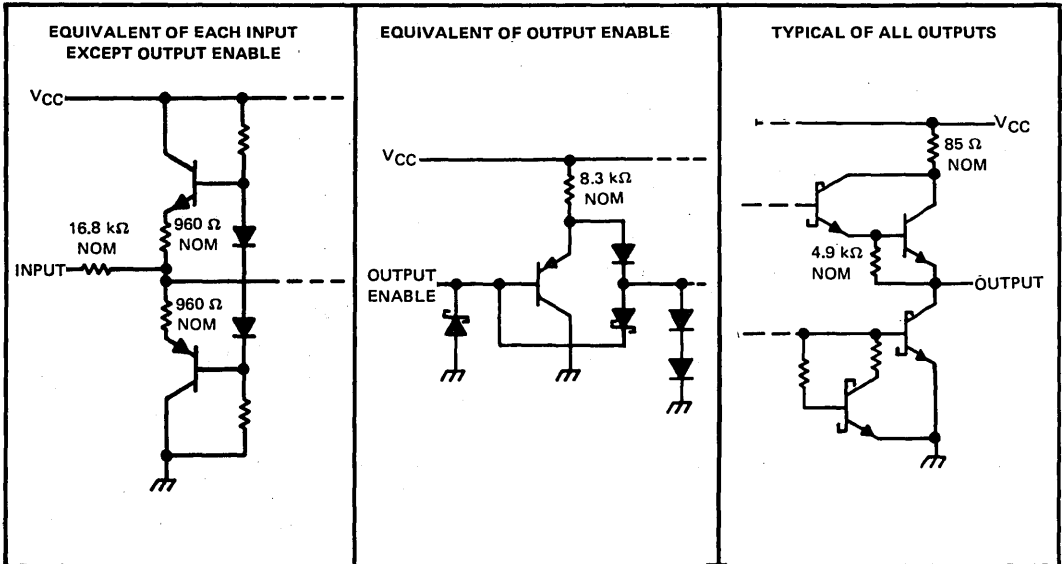 EQUIVALENT OF EACH INPUT
EXCEPT OUTPUT ENABLE
VCC
16.8 kΩ
NOM
960 Ω
NOM
INPUT
960 Ω
NOM
EQUIVALENT OF OUTPUT ENABLE
VCC
8.3 kΩ
NOM
OUTPUT
ENABLE
TYPICAL OF ALL OUTPUTS
VCC
85 Ω
NOM
4.9 kΩ
NOM
OUTPUT